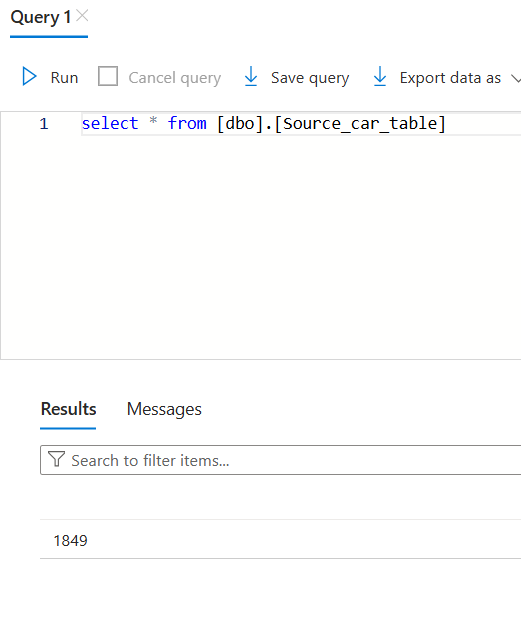 Query 1
Run Cancel query Save query Export data as
1 select * from [dbo].[Source_car_table]
Results Messages
Search to filter items...
1849